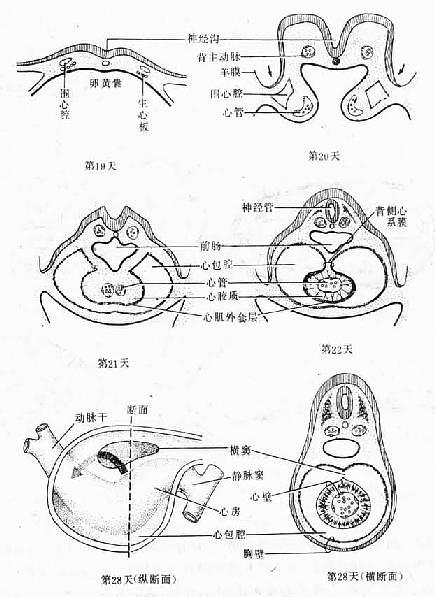 神经沟
背主动脉
羊膜
围心腔
心管
围心腔
卵黄囊
生心板
第19天
第20天
神经管
背侧心系膜
前肠
心包腔
心管
心胶质
心肌外套层
第21天
第22天
动脉干
断面
横窦
静脉窦
心壁
心房
心包腔
胸壁
第28天(纵断面)
第28天(横断面)